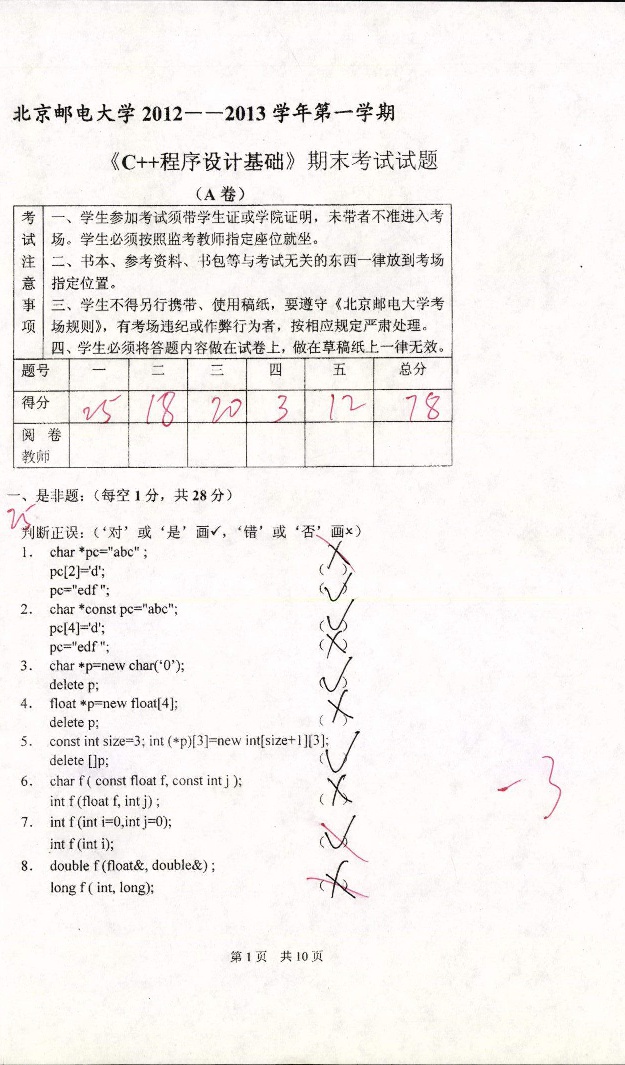 北京邮电大学 2012——2013 学年第一学期
《C++程序设计基础》期末考试试题
（A 卷）
考试注意事项
一、学生参加考试须带学生证或学院证明，未带者不准进入考
场。学生必须按照监考教师指定座位就坐。
二、书本、参考资料、书包等与考试无关的东西一律放到考场
指定位置。
三、学生不得另行携带、使用稿纸，要遵守《北京邮电大学考
场规则》，有考场违纪或作弊行为者，按相应规定严肃处理。
四、学生必须将答题内容做在试卷上，做在草稿纸上一律无效。
题号 一 二 三 四 五 总分
得分 25 18 20 3 12 78
阅 卷
教师
一、是非题：（每空 1 分，共 28 分）
25
判断正误：（‘对’或‘是’画✓，‘错’或‘否’画×）
1． char *pc="abc" ;
pc[2]='d'; (×)
pc="edf "; (✓)
2． char *const pc="abc";
pc[4]='d'; (✓)
pc="edf "; (×)
3． char *p=new char(‘0’);
delete p; (✓)
4． float *p=new float[4];
delete p; (×)
5． const int size=3; int (*p)[3]=new int[size+1][3];
delete []p; (✓)
6． char f ( const float f, const int j );
int f (float f, int j) ; (×)
-3
7． int f (int i=0,int j=0);
int f (int i); (✓)
8． double f (float&, double&) ;
long f ( int, long); (×)
第 1 页 共 10 页